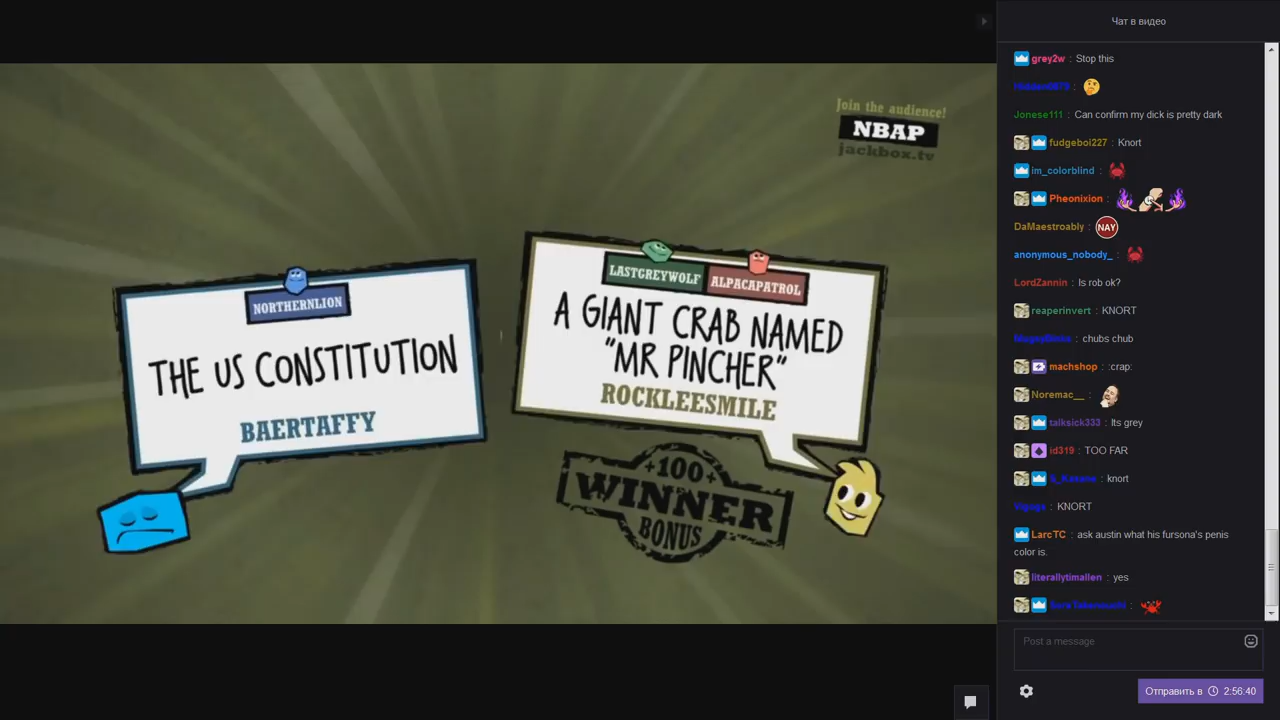 Чат в видео
Join the audience!
NBAP
jackbox.tv
NORTHERNLION
THE US CONSTITUTION
BAERTAFFY
LASTGREYWOLF
ALPACAPATROL
A GIANT CRAB NAMED
"MR PINCHER"
ROCKLEESMILE
+100+
WINNER
BONUS
grey2w : Stop this
:
Jonese111 : Can confirm my dick is pretty dark
fudgeboi227 : Knort
im_colorblind :
Pheonixion :
DaMaestroably : NAY
anonymous_nobody_ :
LordZannin : Is rob ok?
reaperinvert : KNORT
: chubs chub
machshop : :crap:
Noremac__ :
talksick333 : Its grey
id319 : TOO FAR
: knort
: KNORT
LarcTC : ask austin what his fursona's penis
color is.
literallytimallen : yes
:
Post a message
Отправить в 2:56:40